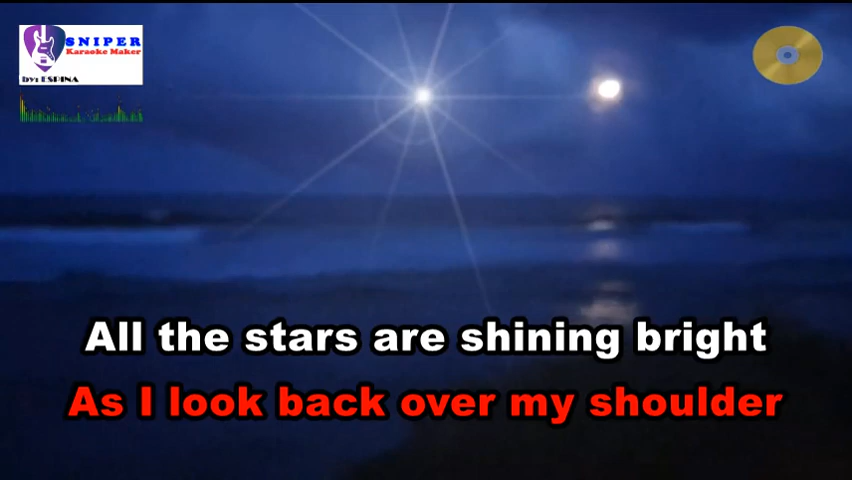 SNIPER
Karaoke Maker
by: ESPINA
All the stars are shining bright
As I look back over my shoulder